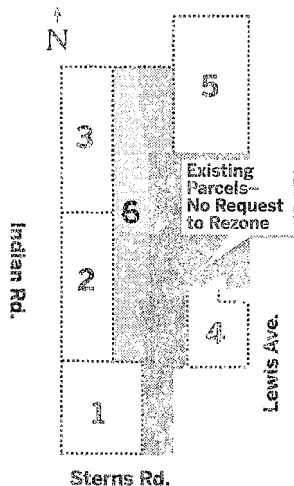 N
5
3
Existing
Parcels–
No Request
to Rezone
6
Indian Rd.
2
4
Lewis Ave.
1
Sterns Rd.